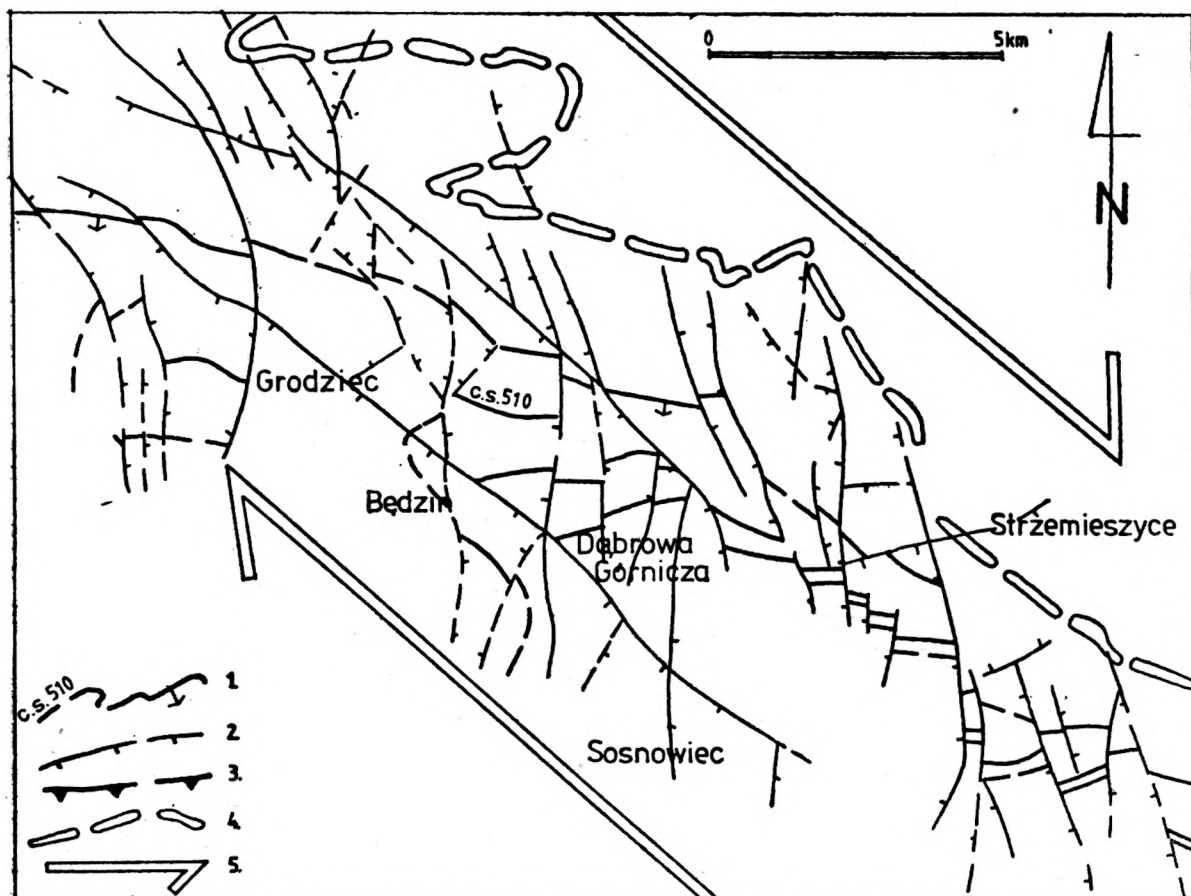 0 5km
N
Grodziec
c.s.510
Będzin
Dąbrowa
Górnicza
Strzemieszyce
Sosnowiec
c.s.510 1.
2.
3.
4.
5.